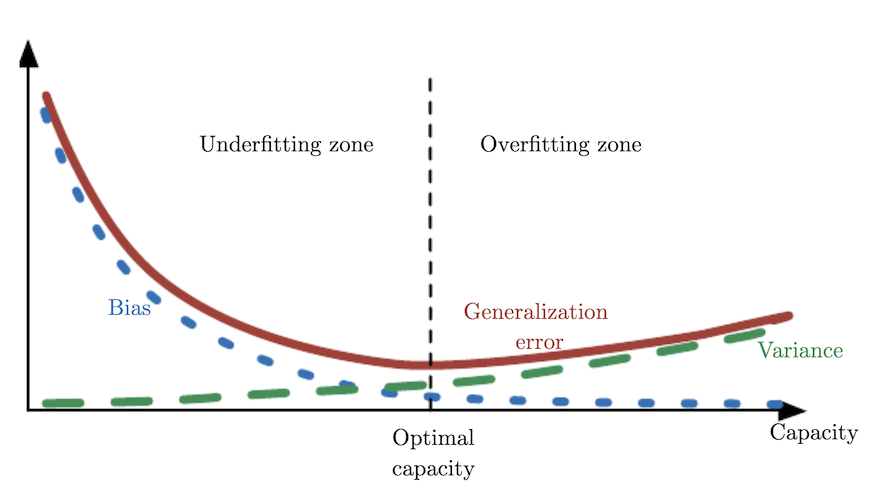 Underfitting zone
Overfitting zone
Bias
Generalization
error
Variance
Capacity
Optimal
capacity